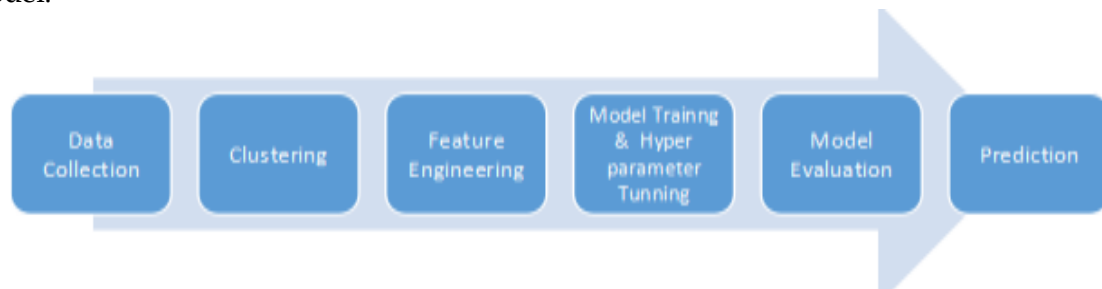 Data
Collection
Clustering
Feature
Engineering
Model Trainng
& Hyper
parameter
Tunning
Model
Evaluation
Prediction